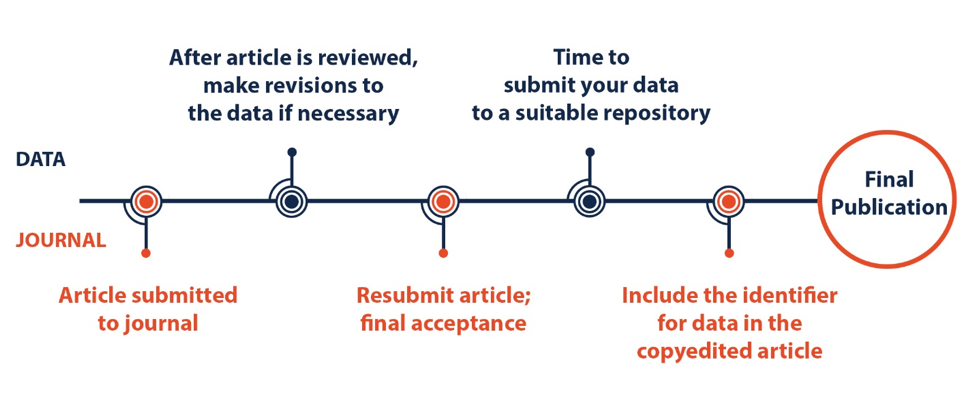 After article is reviewed,
make revisions to
the data if necessary
Time to
submit your data
to a suitable repository
DATA
JOURNAL
Final
Publication
Article submitted
to journal
Resubmit article;
final acceptance
Include the identifier
for data in the
copyedited article